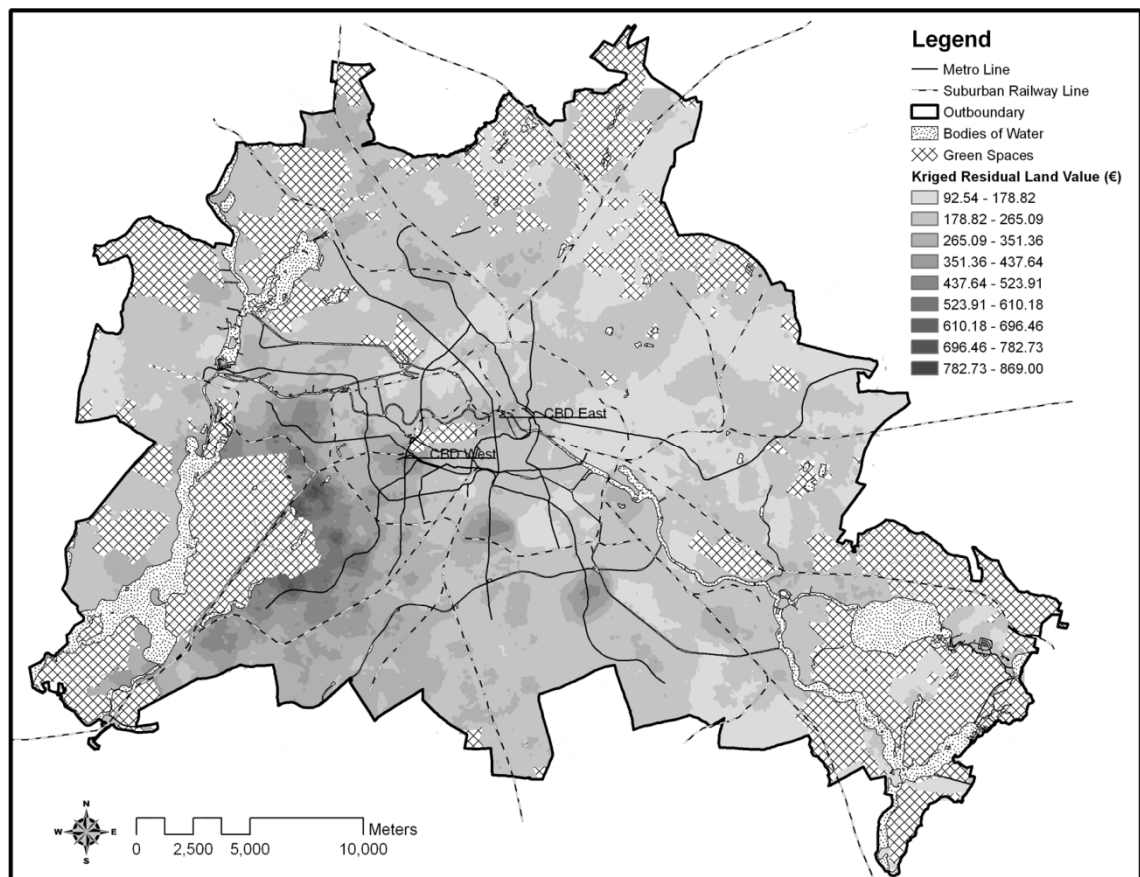 Legend
Metro Line
Suburban Railway Line
Outboundary
Bodies of Water
Green Spaces
Kriged Residual Land Value (€)
92.54 - 178.82
178.82 - 265.09
265.09 - 351.36
351.36 - 437.64
437.64 - 523.91
523.91 - 610.18
610.18 - 696.46
696.46 - 782.73
782.73 - 869.00
CBD East
CBD West
N
W E
S
Meters
0 2,500 5,000 10,000